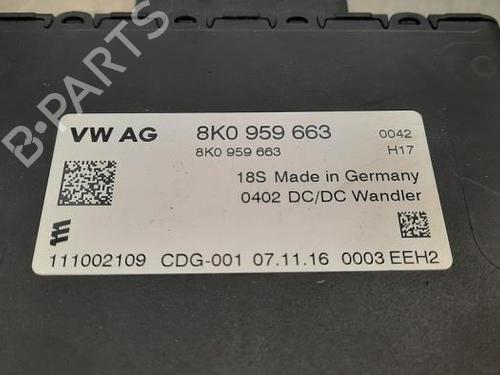 VW AG 8K0 959 663 0042
8K0 959 663 H17
18S Made in Germany
0402 DC/DC Wandler
111002109 CDG-001 07.11.16 0003 EEH2
B-PARTS